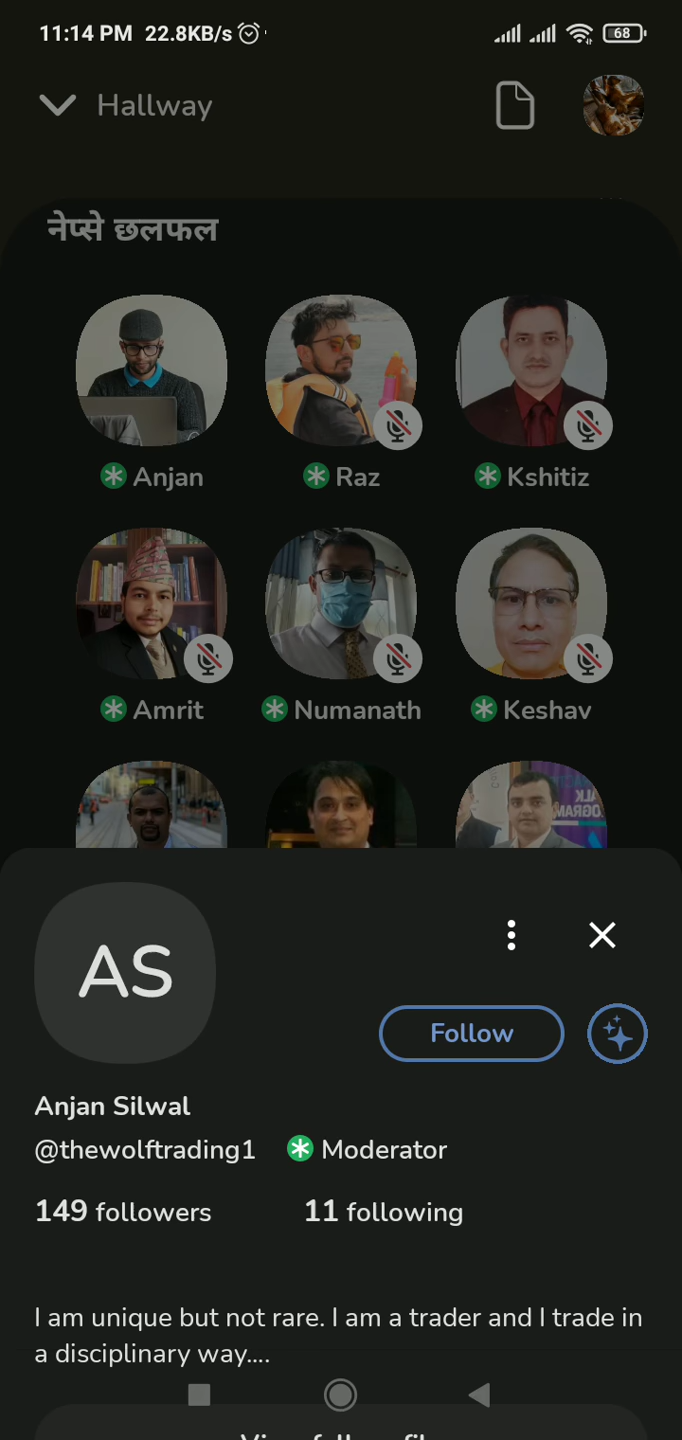 11:14 PM 22.8KB/s 68
Hallway
नेप्से छलफल
Anjan Raz Kshitiz
Amrit Numanath Keshav
AS
Follow
Anjan Silwal
@thewolftrading1 Moderator
149 followers 11 following
I am unique but not rare. I am a trader and I trade in
a disciplinary way....